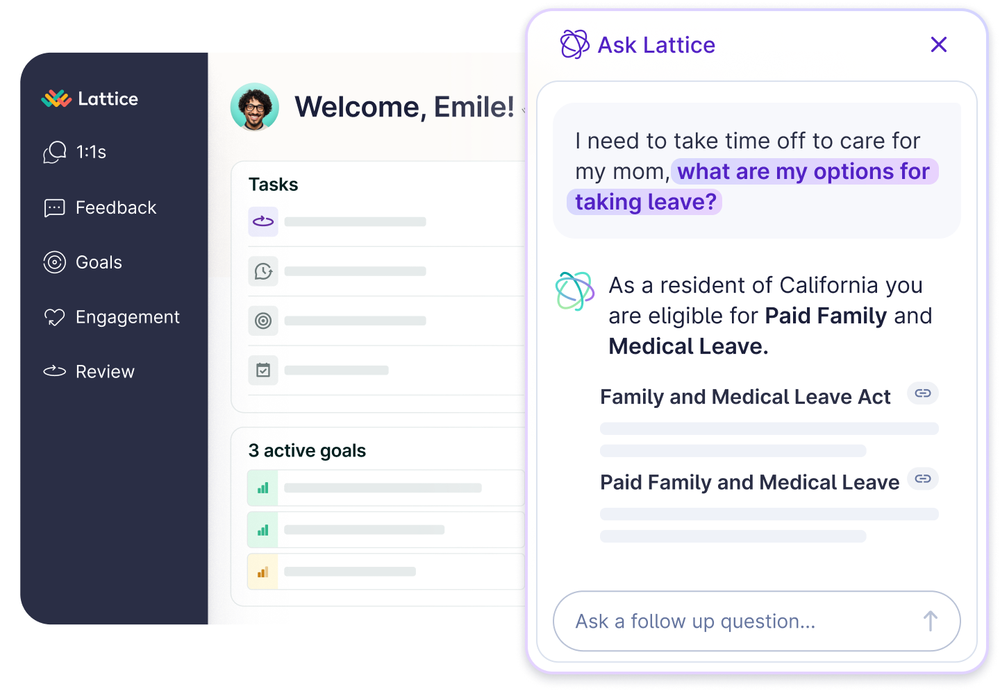 Lattice
1:1s
Feedback
Goals
Engagement
Review
Welcome, Emile!
Tasks
3 active goals
Ask Lattice
I need to take time off to care for
my mom, what are my options for
taking leave?
As a resident of California you
are eligible for Paid Family and
Medical Leave.
Family and Medical Leave Act
Paid Family and Medical Leave
Ask a follow up question...